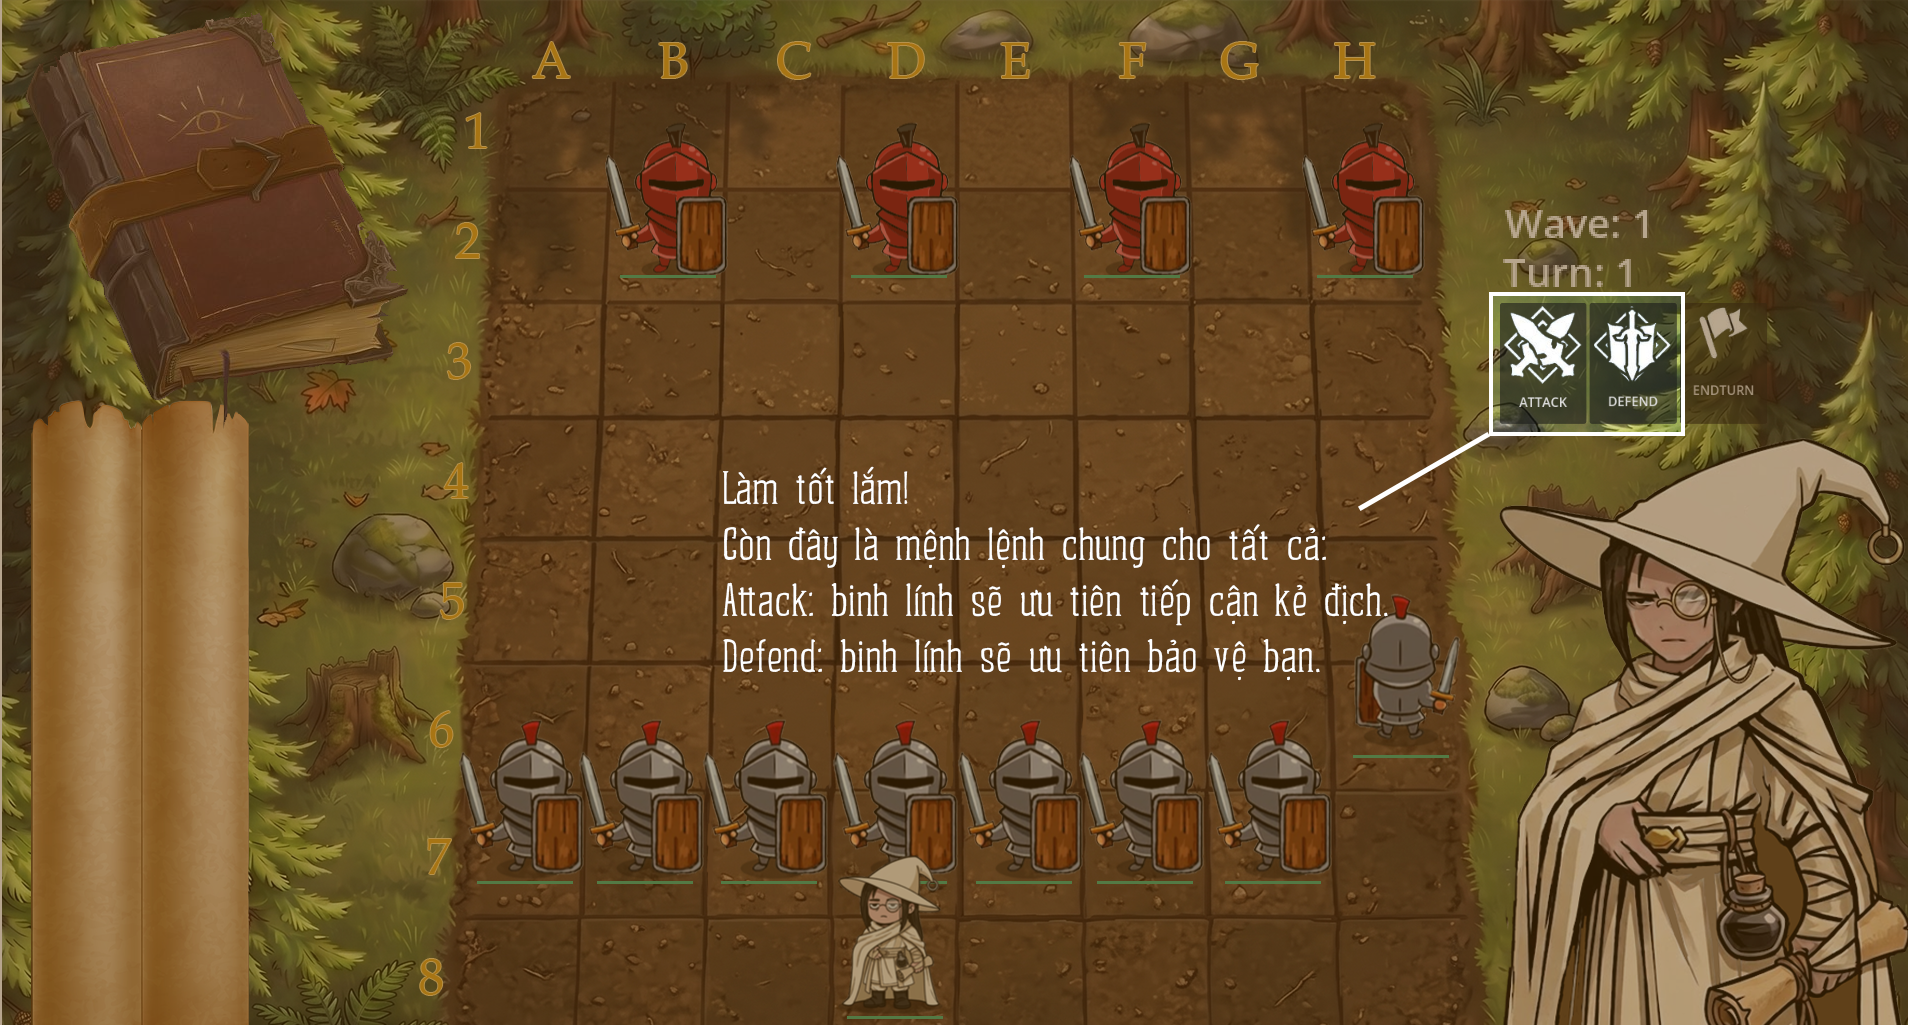 A B C D E F G H
1
2
3
4
5
6
7
8
Wave: 1
Turn: 1
ATTACK DEFEND ENDTURN
Làm tốt lắm!
Còn đây là mệnh lệnh chung cho tất cả:
Attack: binh lính sẽ ưu tiên tiếp cận kẻ địch.
Defend: binh lính sẽ ưu tiên bảo vệ bạn.